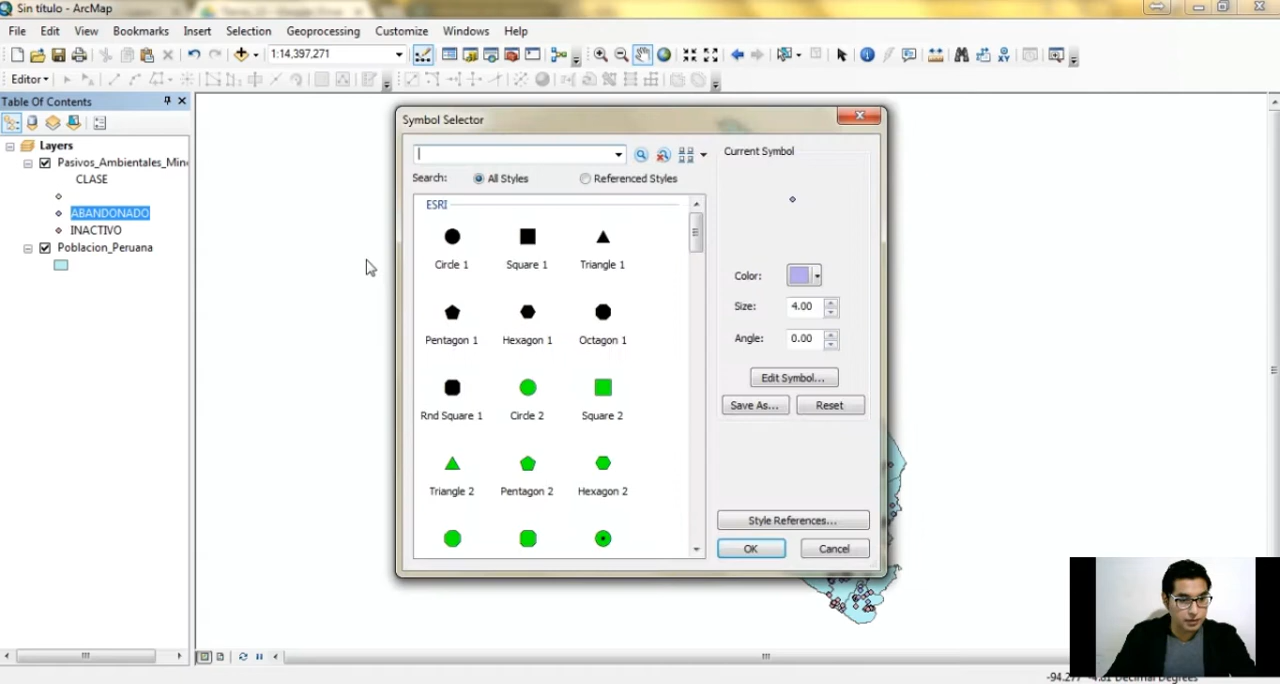 Sin título - ArcMap
File Edit View Bookmarks Insert Selection Geoprocessing Customize Windows Help
1:14,397,271
Editor
Table Of Contents
Layers
Pasivos_Ambientales_Min
CLASE
ABANDONADO
INACTIVO
Poblacion_Peruana
Symbol Selector
Search: All Styles Referenced Styles
ESRI
Circle 1 Square 1 Triangle 1
Pentagon 1 Hexagon 1 Octagon 1
Rnd Square 1 Circle 2 Square 2
Triangle 2 Pentagon 2 Hexagon 2
Current Symbol
Color:
Size: 4.00
Angle: 0.00
Edit Symbol...
Save As... Reset
Style References...
OK Cancel
Decimal Degrees